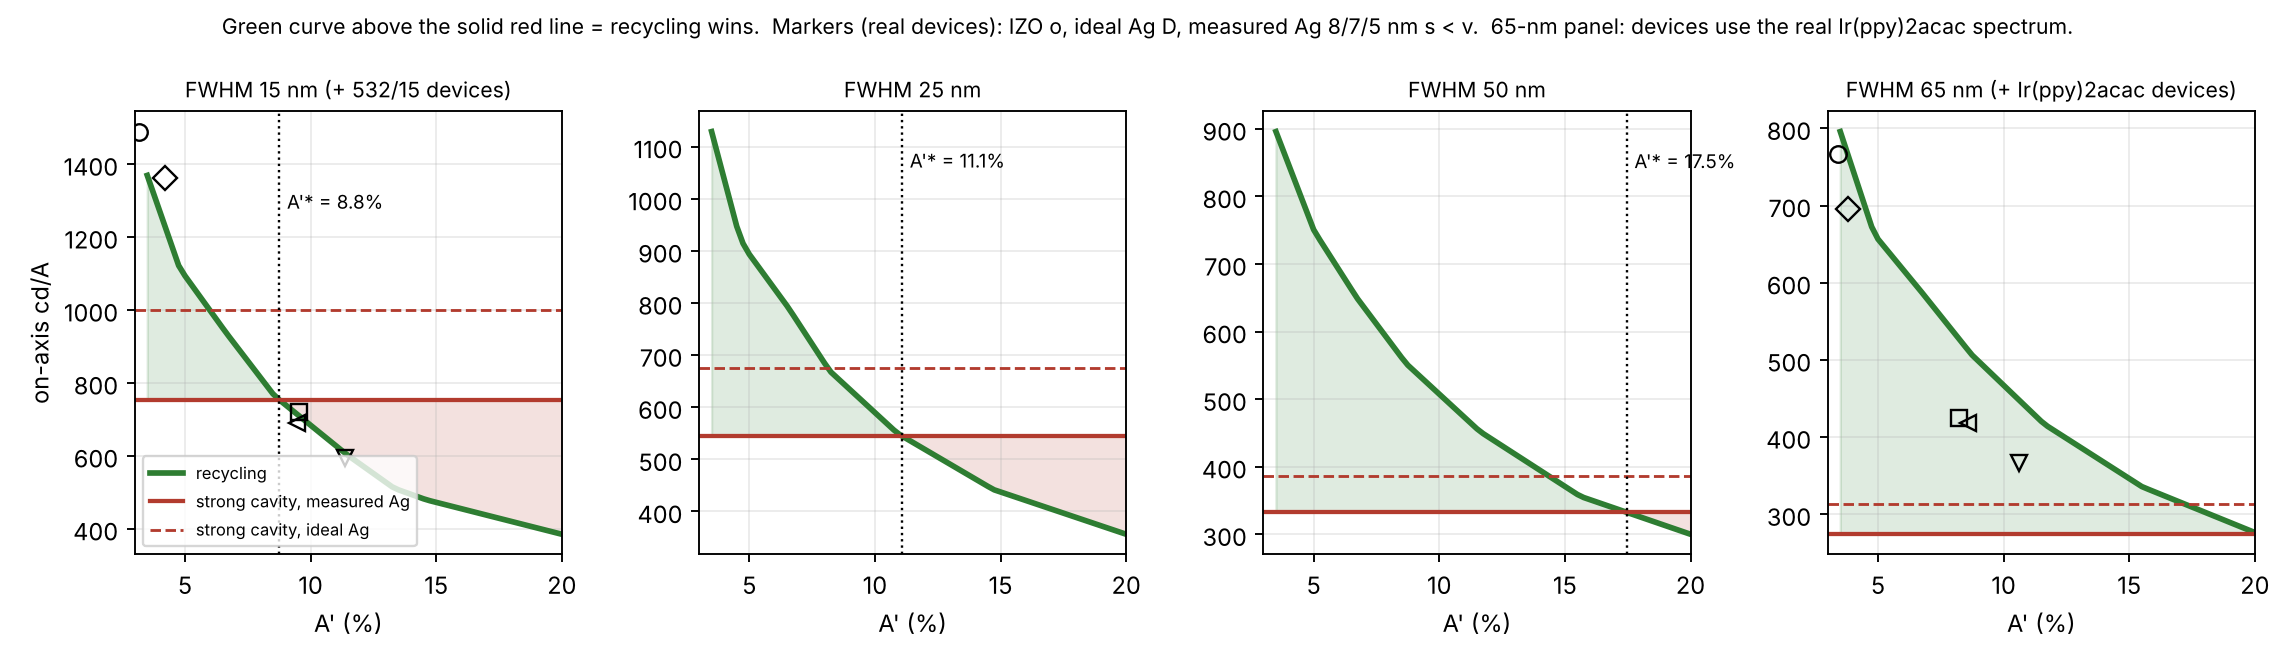 Green curve above the solid red line = recycling wins.  Markers (real devices): IZO o, ideal Ag D, measured Ag 8/7/5 nm s < v.  65-nm panel: devices use the real Ir(ppy)2acac spectrum.
FWHM 15 nm (+ 532/15 devices)
on-axis cd/A
1400
1200
1000
800
600
400
A'* = 8.8%
recycling
strong cavity, measured Ag
strong cavity, ideal Ag
5
10
15
20
A' (%)
FWHM 25 nm
1100
1000
900
800
700
600
500
400
A'* = 11.1%
5
10
15
20
A' (%)
FWHM 50 nm
900
800
700
600
500
400
300
A'* = 17.5%
5
10
15
20
A' (%)
FWHM 65 nm (+ Ir(ppy)2acac devices)
800
700
600
500
400
300
5
10
15
20
A' (%)